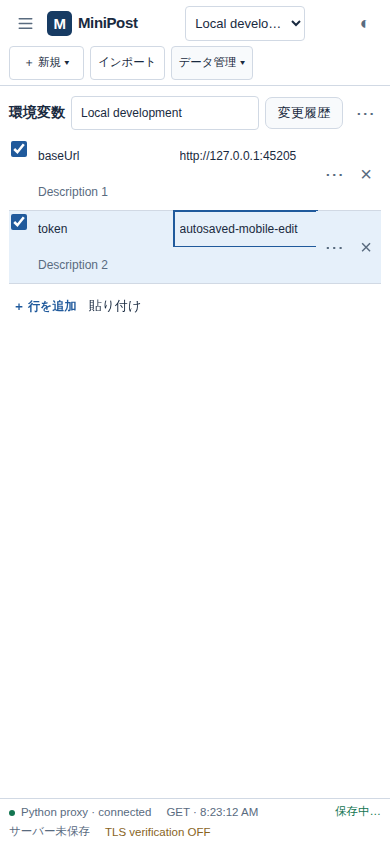 M MiniPost Local develo…
＋ 新規 ▾ インポート データ管理 ▾
環境変数 Local development 変更履歴 ···
baseUrl http://127.0.0.1:45205
Description 1 ··· ×
token autosaved-mobile-edit
Description 2 ··· ×
＋ 行を追加 貼り付け
Python proxy · connected GET · 8:23:12 AM 保存中…
サーバー未保存 TLS verification OFF